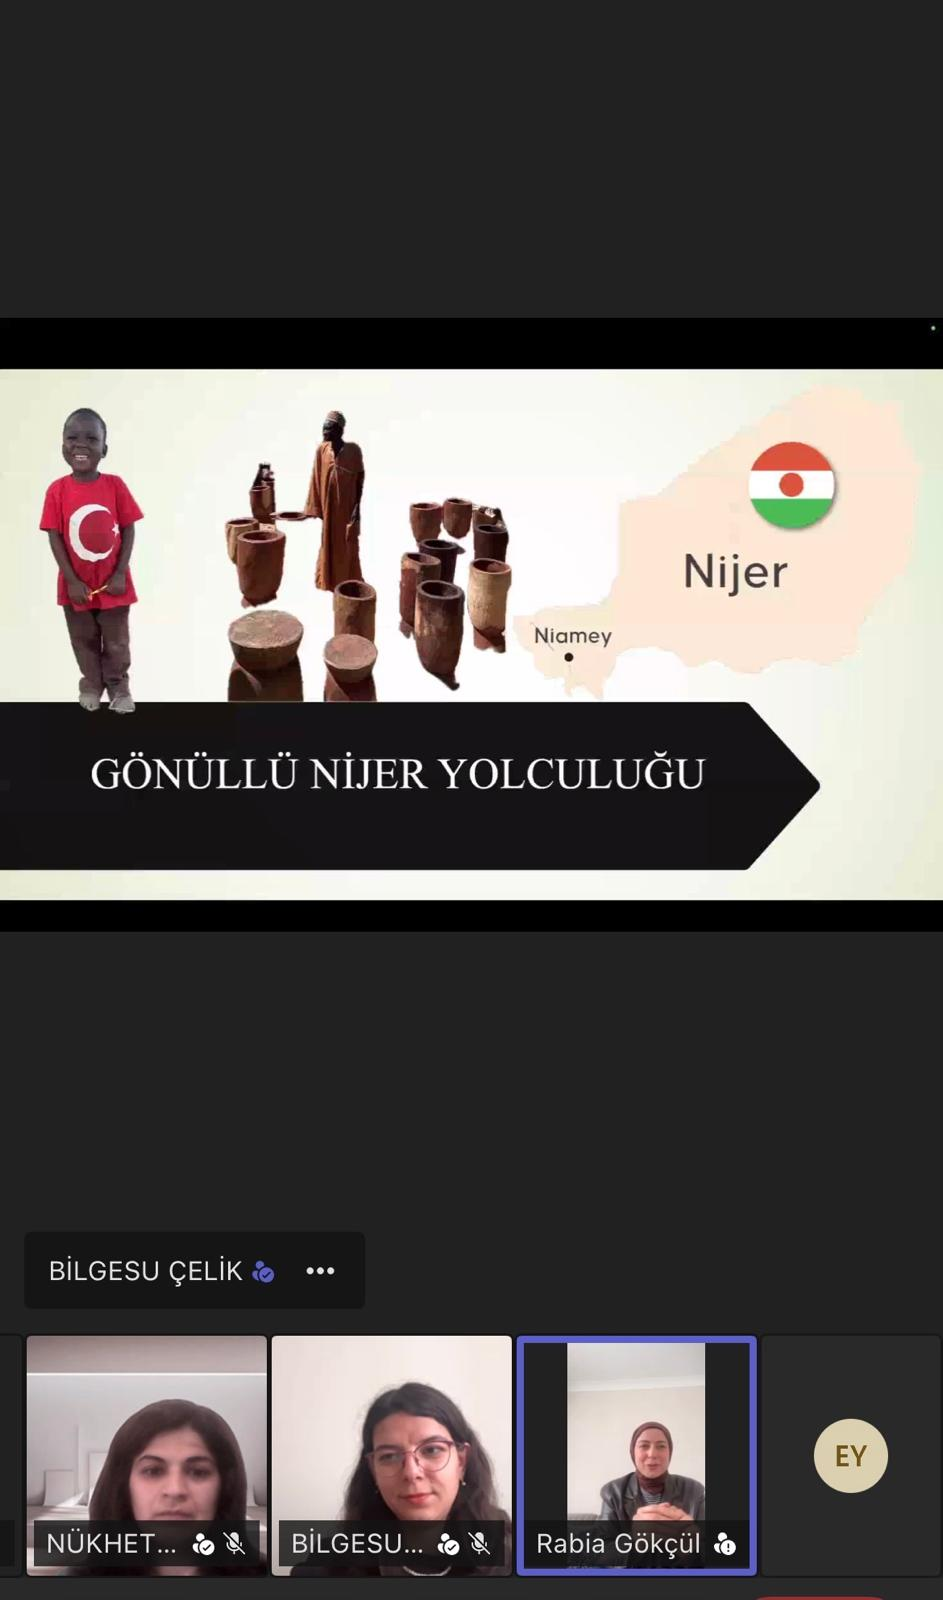 Nijer
Niamey
GÖNÜLLÜ NİJER YOLCULUĞU
BİLGESU ÇELİK
NÜKHET...
BİLGESU...
Rabia Gökçül
EY